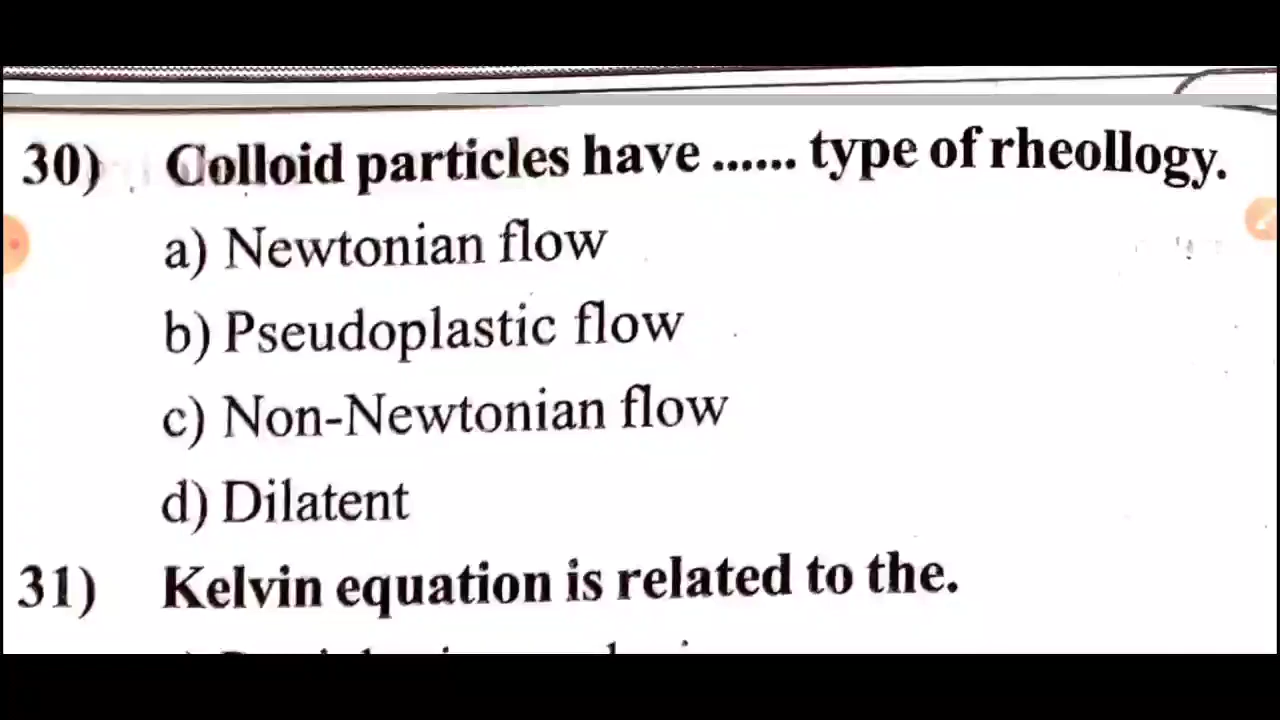 30) Colloid particles have ...... type of rheollogy.
a) Newtonian flow
b) Pseudoplastic flow
c) Non-Newtonian flow
d) Dilatent
31) Kelvin equation is related to the.